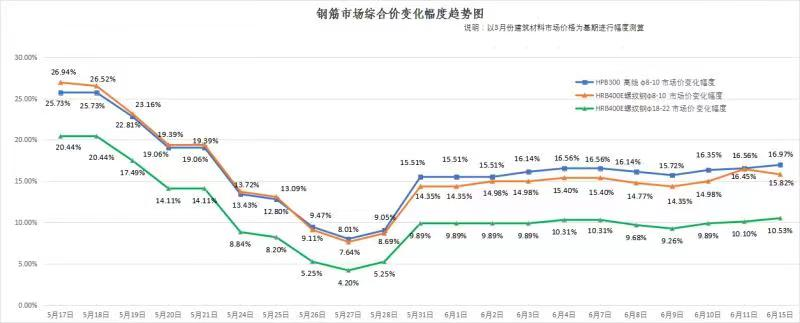 钢筋市场综合价变化幅度趋势图
说明：以3月份建筑材料市场价格为基期进行幅度测算
30.00%
25.00%
20.00%
15.00%
10.00%
5.00%
0.00%
HPB300 高线 φ8-10 市场价变化幅度
HRB400E螺纹钢φ8-10 市场价变化幅度
HRB400E螺纹钢φ18-22 市场价变化幅度
26.94% 26.52% 23.16% 19.39% 19.39% 13.72% 13.09% 9.11% 7.64% 8.69% 14.35% 14.35% 14.98% 14.98% 15.40% 15.40% 14.77% 14.35% 14.98% 16.45% 15.82%
25.73% 25.73% 22.81% 19.06% 19.06% 13.43% 12.80% 9.47% 8.01% 9.05% 15.51% 15.51% 15.51% 16.14% 16.56% 16.56% 16.14% 15.72% 16.35% 16.56% 16.97%
20.44% 20.44% 17.49% 14.11% 14.11% 8.84% 8.20% 5.25% 4.20% 5.25% 9.89% 9.89% 9.89% 9.89% 10.31% 10.31% 9.68% 9.26% 9.89% 10.10% 10.53%
5月17日 5月18日 5月19日 5月20日 5月21日 5月24日 5月25日 5月26日 5月27日 5月28日 5月31日 6月1日 6月2日 6月3日 6月4日 6月7日 6月8日 6月9日 6月10日 6月11日 6月15日